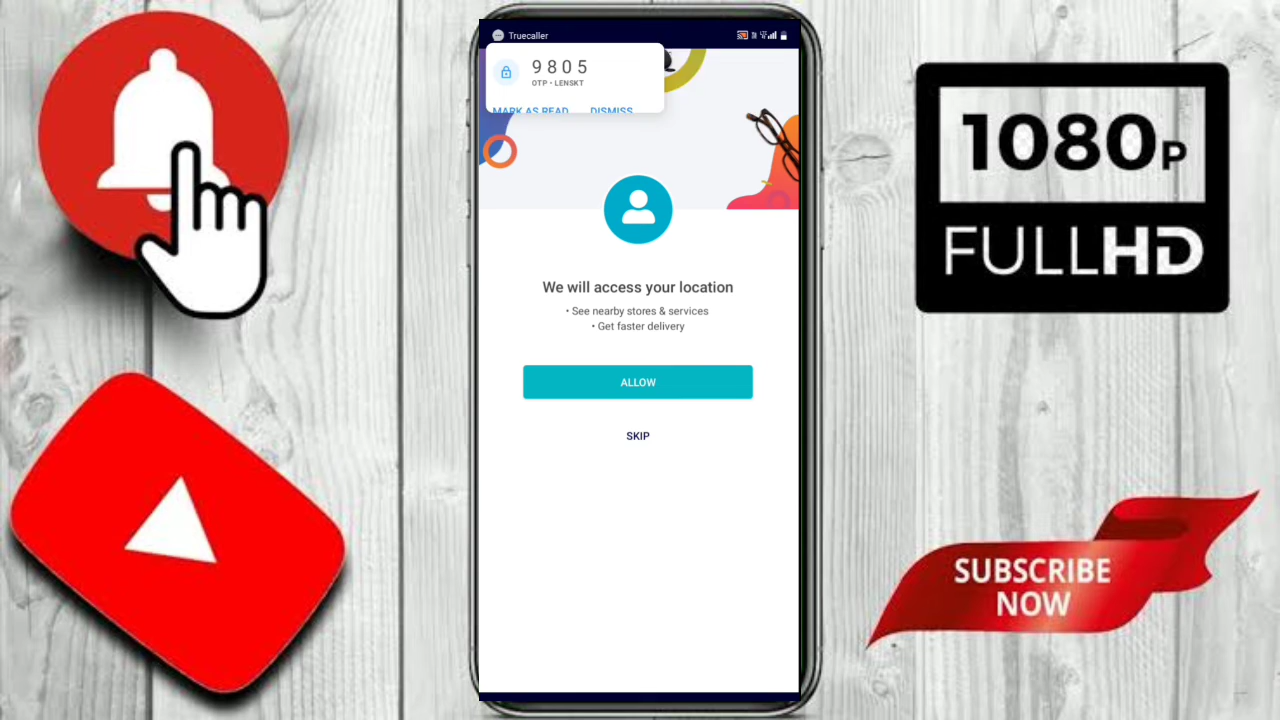 Truecaller
9805
OTP • LENSKT
MARK AS READ DISMISS
We will access your location
• See nearby stores & services
• Get faster delivery
ALLOW
SKIP
1080P
FULLHD
SUBSCRIBE
NOW